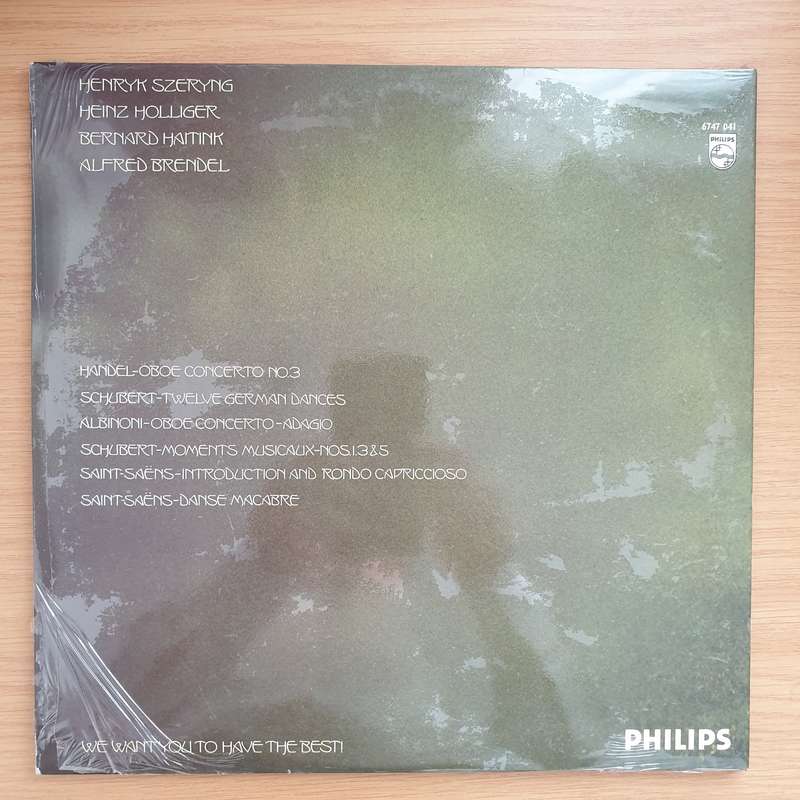 HENRYK SZERYNG
HEINZ HOLLIGER
BERNARD HAITINK
ALFRED BRENDEL
6747 041
PHILIPS
HANDEL-OBOE CONCERTO NO.3
SCHUBERT-TWELVE GERMAN DANCES
ALBINONI-OBOE CONCERTO-ADAGIO
SCHUBERT-MOMENTS MUSICAUX-NOS.1.3&5
SAINT-SAËNS-INTRODUCTION AND RONDO CAPRICCIOSO
SAINT-SAËNS-DANSE MACABRE
WE WANT YOU TO HAVE THE BEST!
PHILIPS